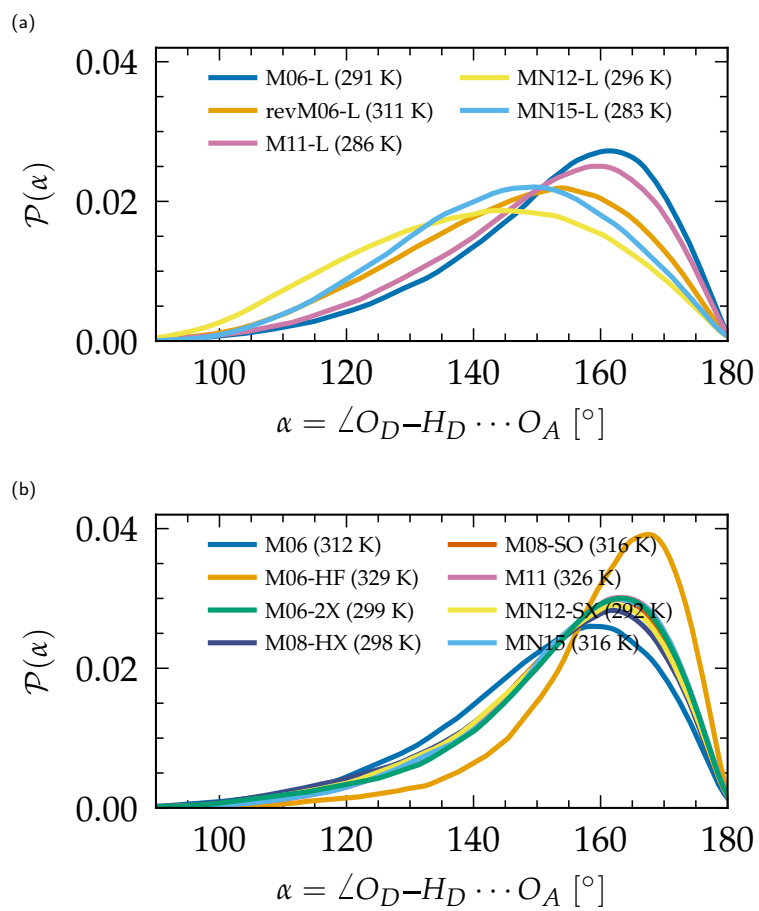 (a)
0.04
M06-L (291 K) MN12-L (296 K)
revM06-L (311 K) MN15-L (283 K)
M11-L (286 K)
0.02
P(α)
0.00
100 120 140 160 180
α = ∠O_D–H_D ⋯ O_A [°]
(b)
0.04
M06 (312 K) M08-SO (316 K)
M06-HF (329 K) M11 (326 K)
M06-2X (299 K) MN12-SX (292 K)
M08-HX (298 K) MN15 (316 K)
0.02
P(α)
0.00
100 120 140 160 180
α = ∠O_D–H_D ⋯ O_A [°]